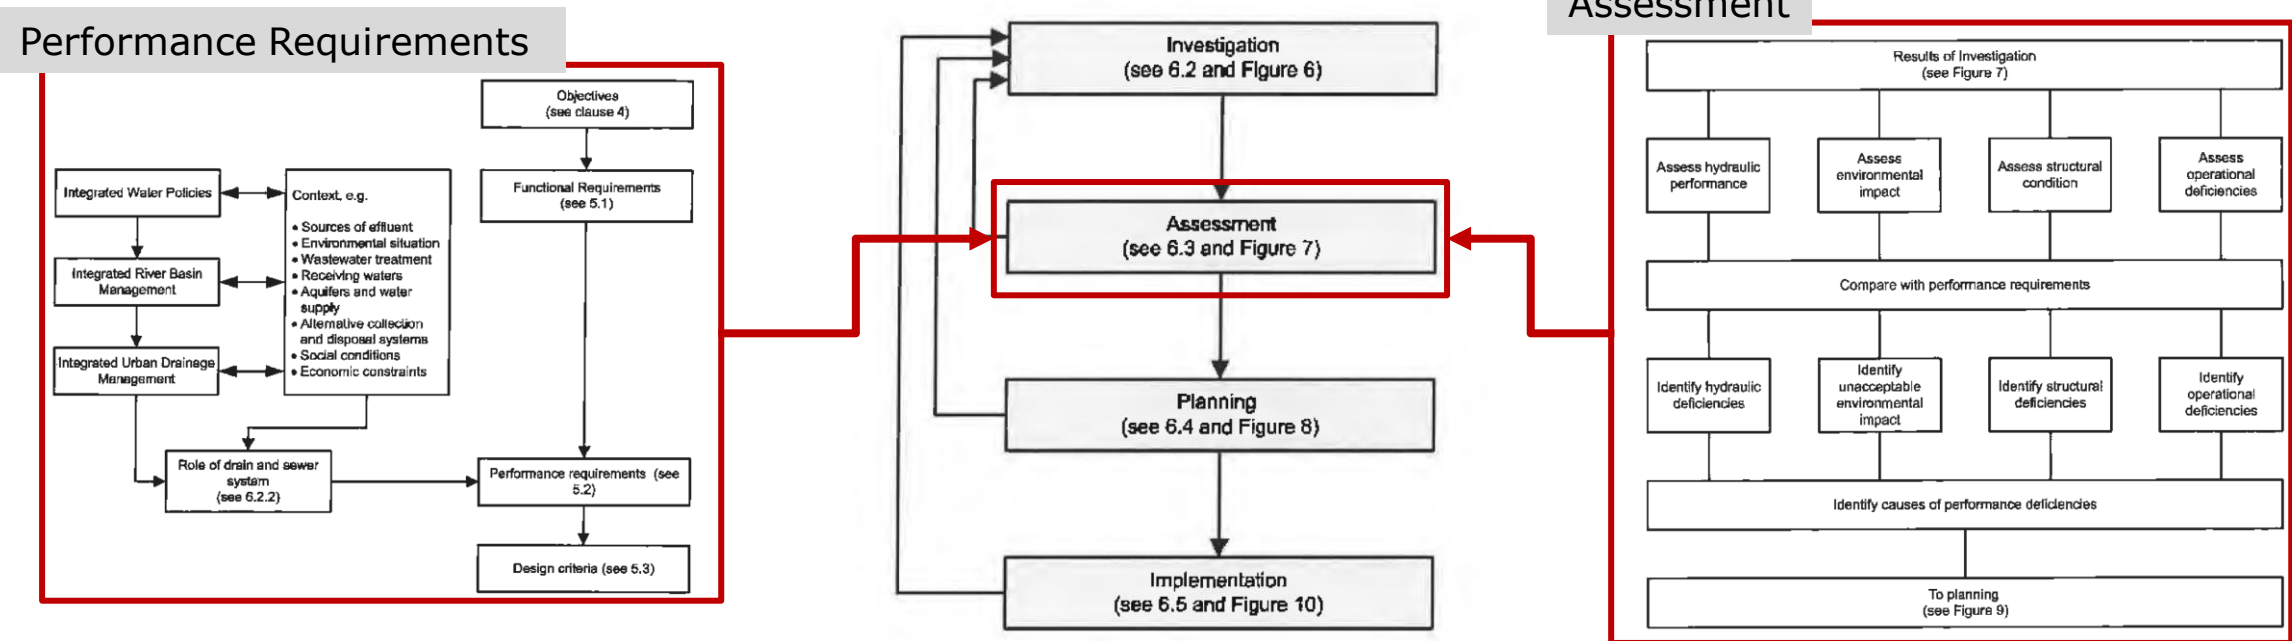 Performance Requirements
Objectives
(see clause 4)
Integrated Water Policies
Context, e.g.
• Sources of effluent
• Environmental situation
• Wastewater treatment
• Receiving waters
• Aquifers and water
supply
• Alternative collection
and disposal systems
• Social conditions
• Economic constraints
Functional Requirements
(see 5.1)
Integrated River Basin
Management
Integrated Urban Drainage
Management
Role of drain and sewer
system
(see 6.2.2)
Performance requirements (see
5.2)
Design criteria (see 5.3)
Investigation
(see 6.2 and Figure 6)
Assessment
(see 6.3 and Figure 7)
Planning
(see 6.4 and Figure 8)
Implementation
(see 6.5 and Figure 10)
Assessment
Results of Investigation
(see Figure 7)
Assess hydraulic
performance
Assess
environmental
impact
Assess structural
condition
Assess
operational
deficiencies
Compare with performance requirements
Identify hydraulic
deficiencies
Identify
unacceptable
environmental
impact
Identify structural
deficiencies
Identify
operational
deficiencies
Identify causes of performance deficiencies
To planning
(see Figure 9)